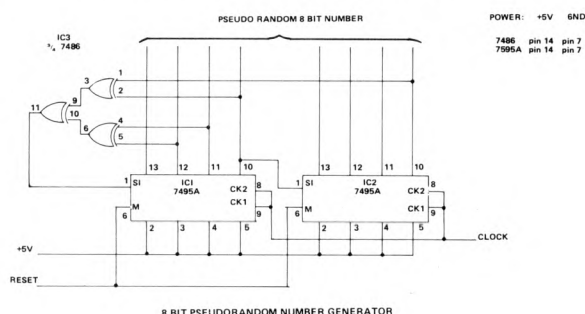 PSEUDO RANDOM 8 BIT NUMBER
POWER: +5V 6ND
7486 pin 14 pin 7
7595A pin 14 pin 7
IC3
¾ 7486
3
1
2
11
9
10
6
4
5
13 12 11 10
13 12 11 10
1 SI IC1 7495A CK2 8
M CK1 9
6
2 3 4 5
1 SI IC2 7495A CK2 8
M CK1 9
6
2 3 4 5
CLOCK
+5V
RESET
8 BIT PSEUDORANDOM NUMBER GENERATOR